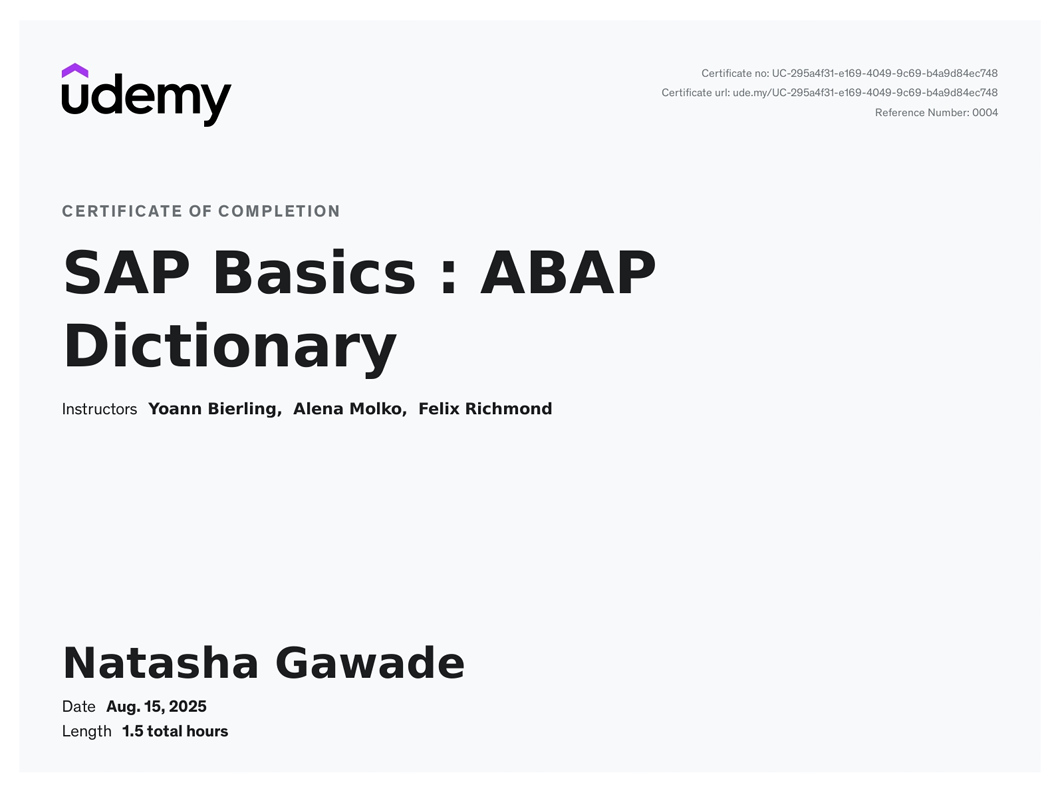 udemy
Certificate no: UC-295a4f31-e169-4049-9c69-b4a9d84ec748
Certificate url: ude.my/UC-295a4f31-e169-4049-9c69-b4a9d84ec748
Reference Number: 0004
CERTIFICATE OF COMPLETION
SAP Basics : ABAP
Dictionary
Instructors Yoann Bierling, Alena Molko, Felix Richmond
Natasha Gawade
Date Aug. 15, 2025
Length 1.5 total hours